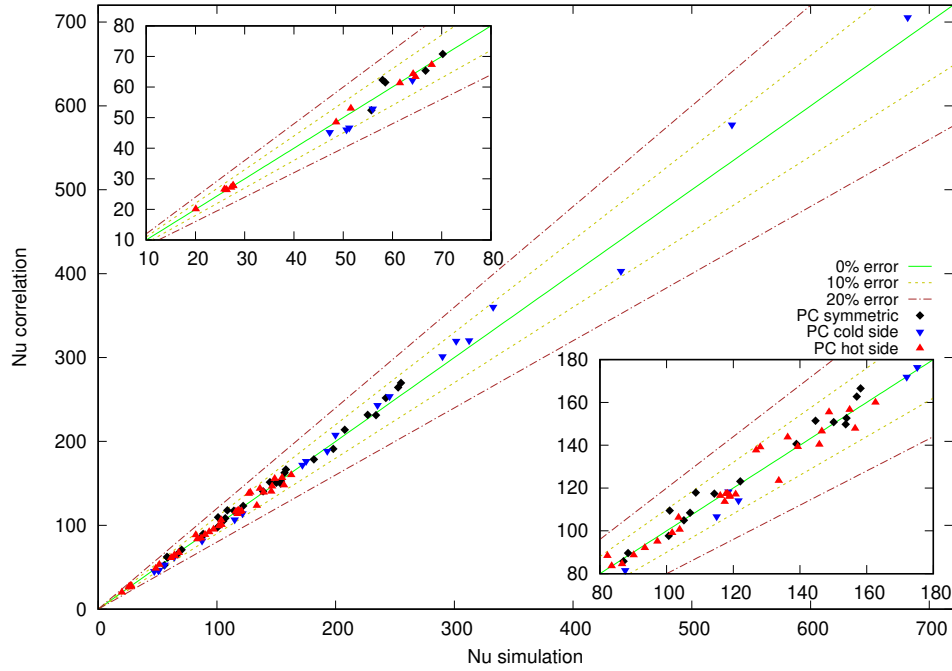 700
600
500
400
300
200
100
0
0 100 200 300 400 500 600 700
Nu correlation
Nu simulation
80
70
60
50
40
30
20
10
10 20 30 40 50 60 70 80
0% error
10% error
20% error
PC symmetric
PC cold side
PC hot side
180
160
140
120
100
80
80 100 120 140 160 180